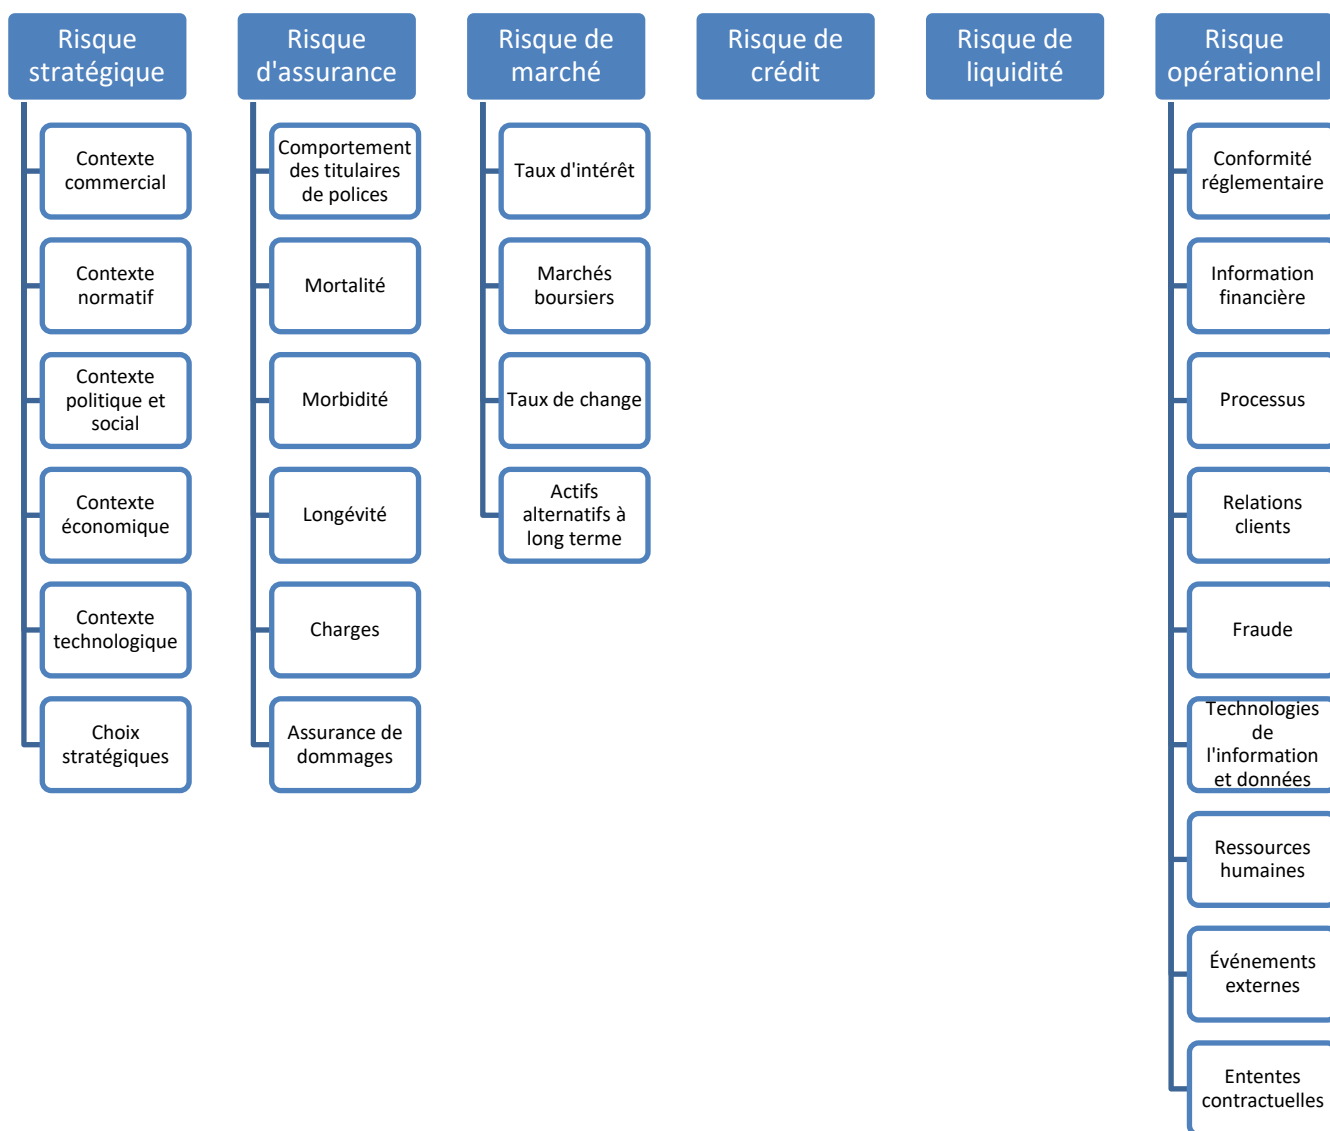 Risque
stratégique
Contexte
commercial
Contexte
normatif
Contexte
politique et
social
Contexte
économique
Contexte
technologique
Choix
stratégiques
Risque
d'assurance
Comportement
des titulaires
de polices
Mortalité
Morbidité
Longévité
Charges
Assurance de
dommages
Risque de
marché
Taux d'intérêt
Marchés
boursiers
Taux de change
Actifs
alternatifs à
long terme
Risque de
crédit
Risque de
liquidité
Risque
opérationnel
Conformité
réglementaire
Information
financière
Processus
Relations
clients
Fraude
Technologies
de
l'information
et données
Ressources
humaines
Événements
externes
Ententes
contractuelles